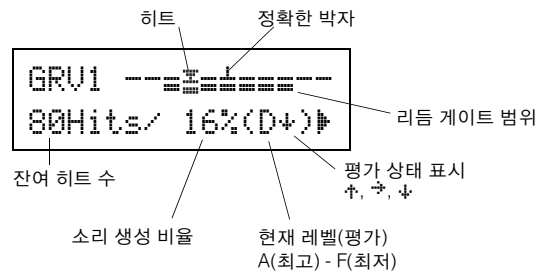 히트
정확한 박자
GRV1
80Hits/ 16%(D↓)
리듬 게이트 범위
잔여 히트 수
평가 상태 표시
↑, →, ↓
소리 생성 비율
현재 레벨(평가)
A(최고) - F(최저)